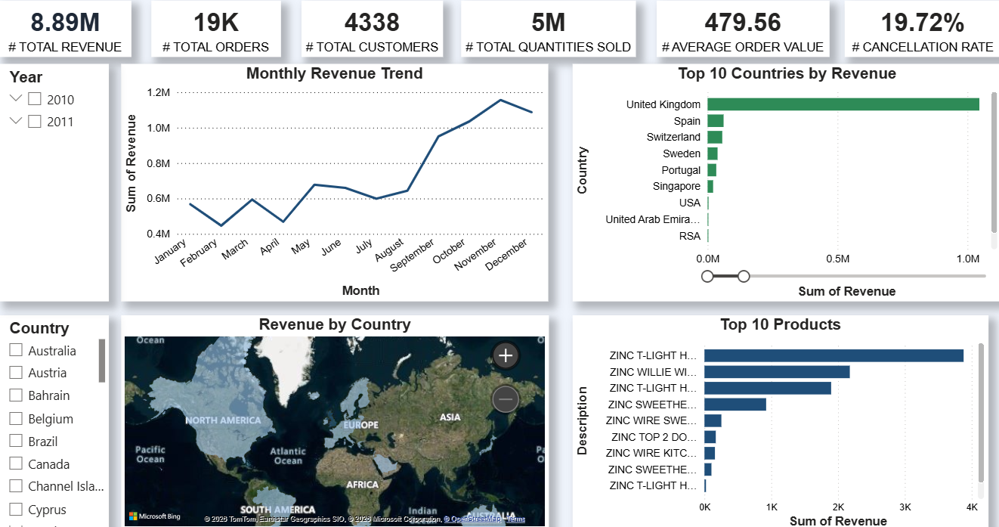 8.89M
# TOTAL REVENUE
19K
# TOTAL ORDERS
4338
# TOTAL CUSTOMERS
5M
# TOTAL QUANTITIES SOLD
479.56
# AVERAGE ORDER VALUE
19.72%
# CANCELLATION RATE
Year
2010
2011
Monthly Revenue Trend
Sum of Revenue
1.2M
1.0M
0.8M
0.6M
0.4M
January
February
March
April
May
June
July
August
September
October
November
December
Month
Top 10 Countries by Revenue
Country
United Kingdom
Spain
Switzerland
Sweden
Portugal
Singapore
USA
United Arab Emira...
RSA
0.0M
0.5M
1.0M
Sum of Revenue
Country
Australia
Austria
Bahrain
Belgium
Brazil
Canada
Channel Isla...
Cyprus
Revenue by Country
Ocean
NORTH AMERICA
EUROPE
ASIA
Pacific
Ocean
Atlantic
Ocean
AFRICA
SOUTH AMERICA
Indian
AUSTRALIA
Microsoft Bing
© 2026 TomTom, Earthstar Geographics SIO, © 2026 Microsoft Corporation, © OpenStreetMap Terms
Top 10 Products
Description
ZINC T-LIGHT H...
ZINC WILLIE WI...
ZINC T-LIGHT H...
ZINC SWEETHE...
ZINC WIRE SWE...
ZINC TOP 2 DO...
ZINC WIRE KITC...
ZINC SWEETHE...
ZINC T-LIGHT H...
0K
1K
2K
3K
4K
Sum of Revenue